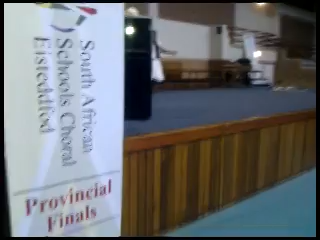 South African
Schools Choral
Eisteddfod
Provincial
Finals